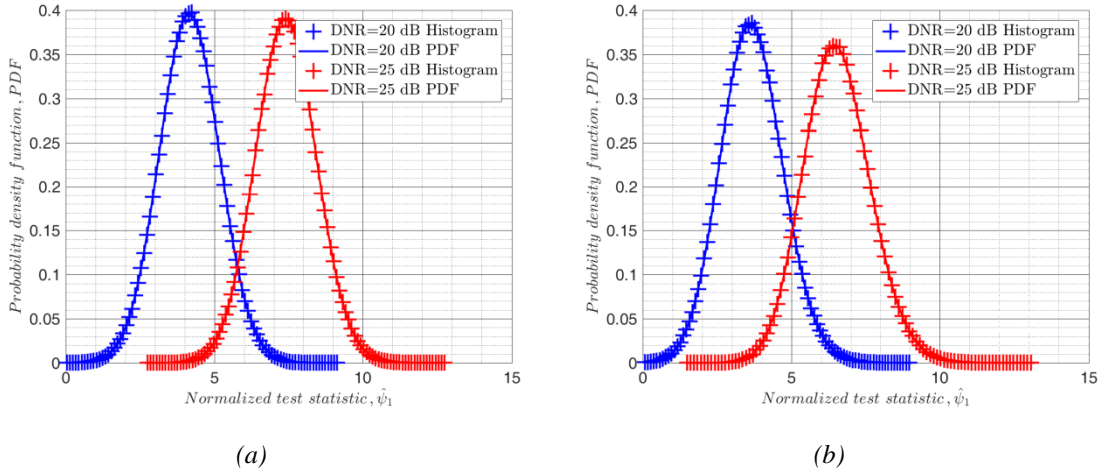 0.4
0.35
0.3
0.25
0.2
0.15
0.1
0.05
0
Probability density function, PDF
0
5
10
15
Normalized test statistic, ψ̂₁
DNR=20 dB Histogram
DNR=20 dB PDF
DNR=25 dB Histogram
DNR=25 dB PDF
(a)
0.4
0.35
0.3
0.25
0.2
0.15
0.1
0.05
0
Probability density function, PDF
0
5
10
15
Normalized test statistic, ψ̂₁
DNR=20 dB Histogram
DNR=20 dB PDF
DNR=25 dB Histogram
DNR=25 dB PDF
(b)